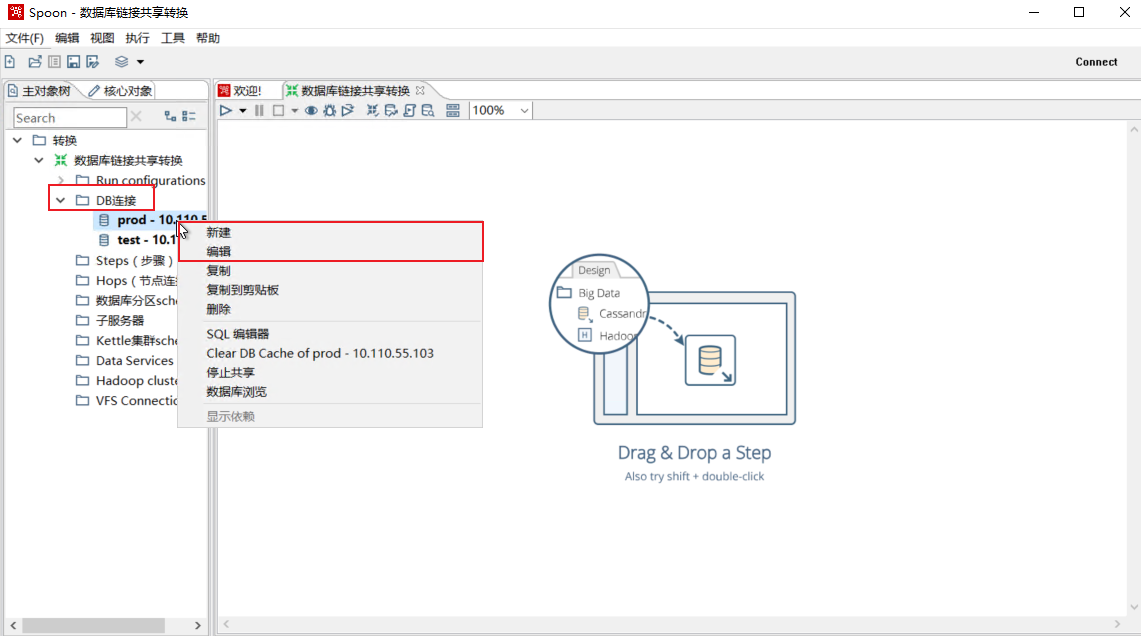 Spoon - 数据库链接共享转换
文件(F) 编辑 视图 执行 工具 帮助
Connect
主对象树 核心对象
欢迎! 数据库链接共享转换
Search
100%
转换
数据库链接共享转换
Run configurations
DB连接
prod - 10.110.5
test - 10.1
Steps ( 步骤 )
Hops ( 节点连
数据库分区sch
子服务器
Kettle集群sche
Data Services
Hadoop cluste
VFS Connectio
新建
编辑
复制
复制到剪贴板
删除
SQL 编辑器
Clear DB Cache of prod - 10.110.55.103
停止共享
数据库浏览
显示依赖
Design
Big Data
Cassandr
Hadoop
Drag & Drop a Step
Also try shift + double-click